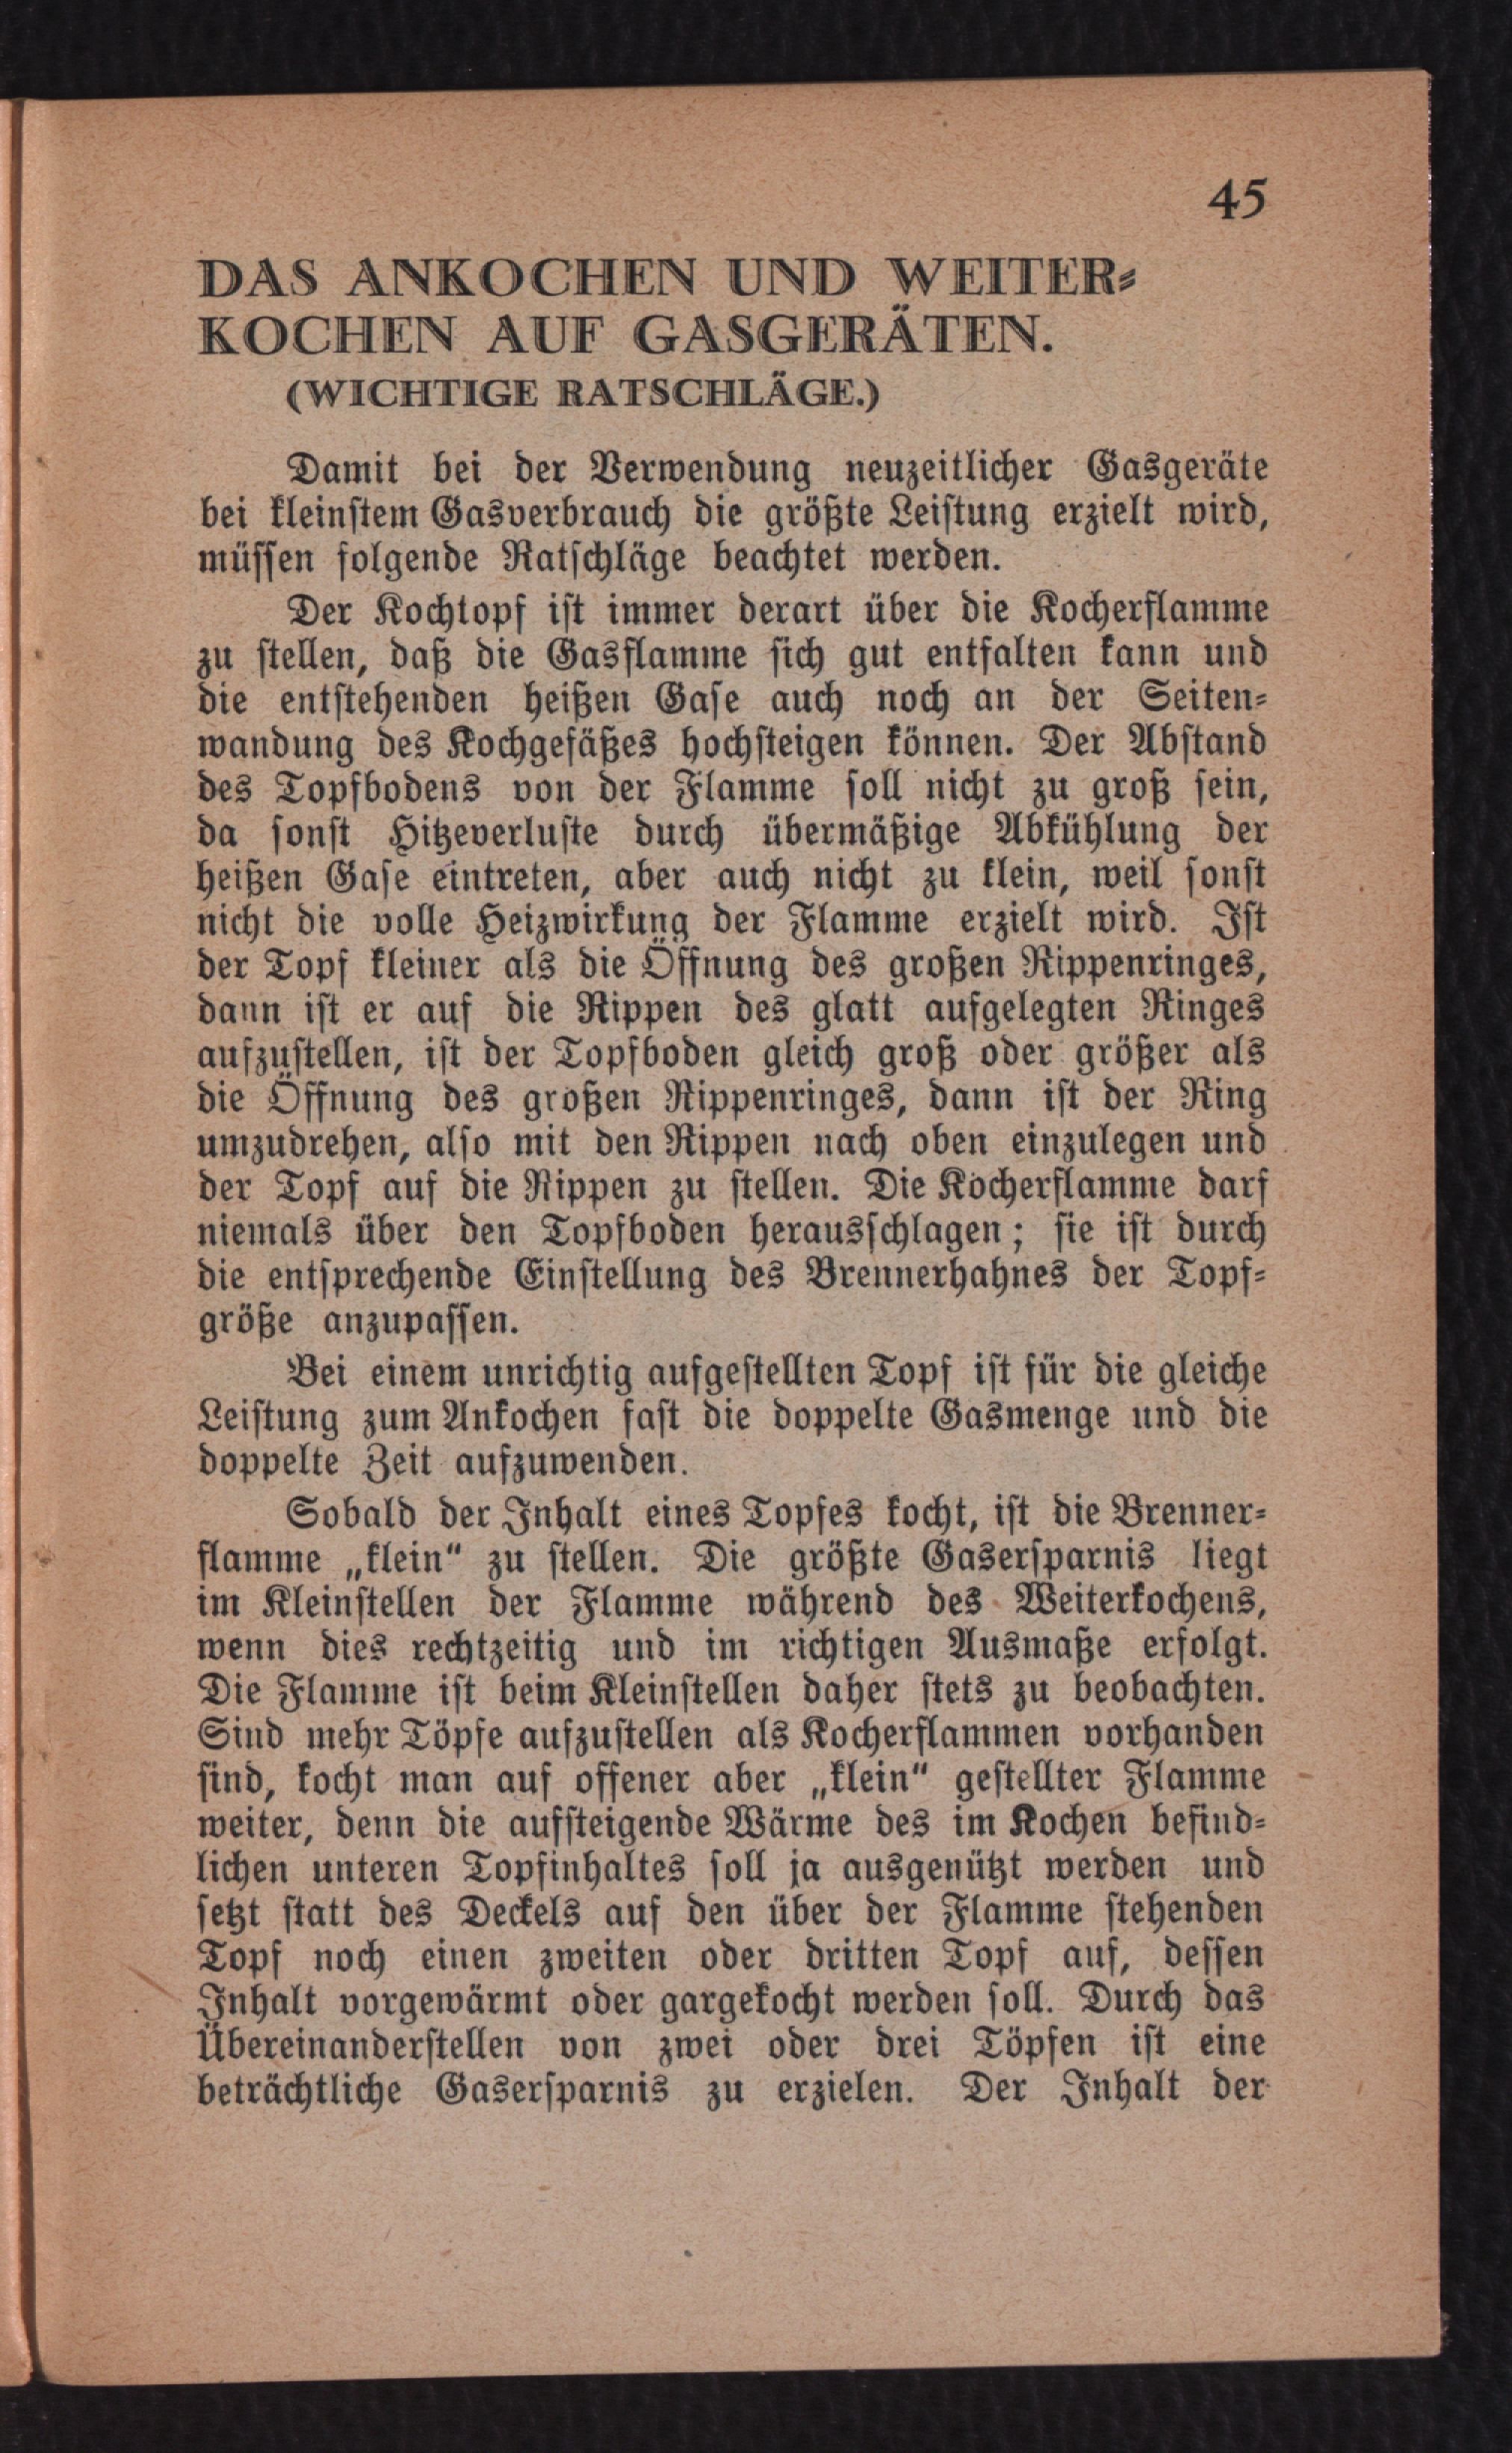 45
DAS ANKOCHEN UND WEITER-
KOCHEN AUF GASGERÄTEN.
(WICHTIGE RATSCHLÄGE.)
Damit bei der Verwendung neuzeitlicher Gasgeräte
bei kleinstem Gasverbrauch die größte Leistung erzielt wird,
müssen folgende Ratschläge beachtet werden.
Der Kochtopf ist immer derart über die Kocherflamme
zu stellen, daß die Gasflamme sich gut entfalten kann und
die entstehenden heißen Gase auch noch an der Seiten-
wandung des Kochgefäßes hochsteigen können. Der Abstand
des Topfbodens von der Flamme soll nicht zu groß sein,
da sonst Hitzeverluste durch übermäßige Abkühlung der
heißen Gase eintreten, aber auch nicht zu klein, weil sonst
nicht die volle Heizwirkung der Flamme erzielt wird. Ist
der Topf kleiner als die Öffnung des großen Rippenringes,
dann ist er auf die Rippen des glatt aufgelegten Ringes
aufzustellen, ist der Topfboden gleich groß oder größer als
die Öffnung des großen Rippenringes, dann ist der Ring
umzudrehen, also mit den Rippen nach oben einzulegen und
der Topf auf die Rippen zu stellen. Die Kocherflamme darf
niemals über den Topfboden herausschlagen; sie ist durch
die entsprechende Einstellung des Brennerhahnes der Topf-
größe anzupassen.
Bei einem unrichtig aufgestellten Topf ist für die gleiche
Leistung zum Ankochen fast die doppelte Gasmenge und die
doppelte Zeit aufzuwenden.
Sobald der Inhalt eines Topfes kocht, ist die Brenner-
flamme „klein“ zu stellen. Die größte Gasersparnis liegt
im Kleinstellen der Flamme während des Weiterkochens,
wenn dies rechtzeitig und im richtigen Ausmaße erfolgt.
Die Flamme ist beim Kleinstellen daher stets zu beobachten.
Sind mehr Töpfe aufzustellen als Kocherflammen vorhanden
sind, kocht man auf offener aber „klein“ gestellter Flamme
weiter, denn die aufsteigende Wärme des im Kochen befind-
lichen unteren Topfinhaltes soll ja ausgenützt werden und
setzt statt des Deckels auf den über der Flamme stehenden
Topf noch einen zweiten oder dritten Topf auf, dessen
Inhalt vorgewärmt oder gargekocht werden soll. Durch das
Übereinanderstellen von zwei oder drei Töpfen ist eine
beträchtliche Gasersparnis zu erzielen. Der Inhalt der